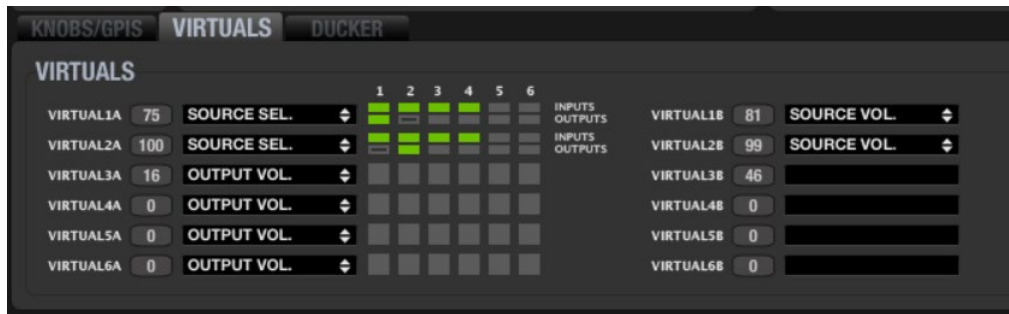 KNOBS/GPIS VIRTUALS DUCKER
VIRTUALS
1 2 3 4 5 6
VIRTUAL1A 75 SOURCE SEL. INPUTS OUTPUTS VIRTUAL1B 81 SOURCE VOL.
VIRTUAL2A 100 SOURCE SEL. INPUTS OUTPUTS VIRTUAL2B 99 SOURCE VOL.
VIRTUAL3A 16 OUTPUT VOL. VIRTUAL3B 46
VIRTUAL4A 0 OUTPUT VOL. VIRTUAL4B 0
VIRTUAL5A 0 OUTPUT VOL. VIRTUAL5B 0
VIRTUAL6A 0 OUTPUT VOL. VIRTUAL6B 0